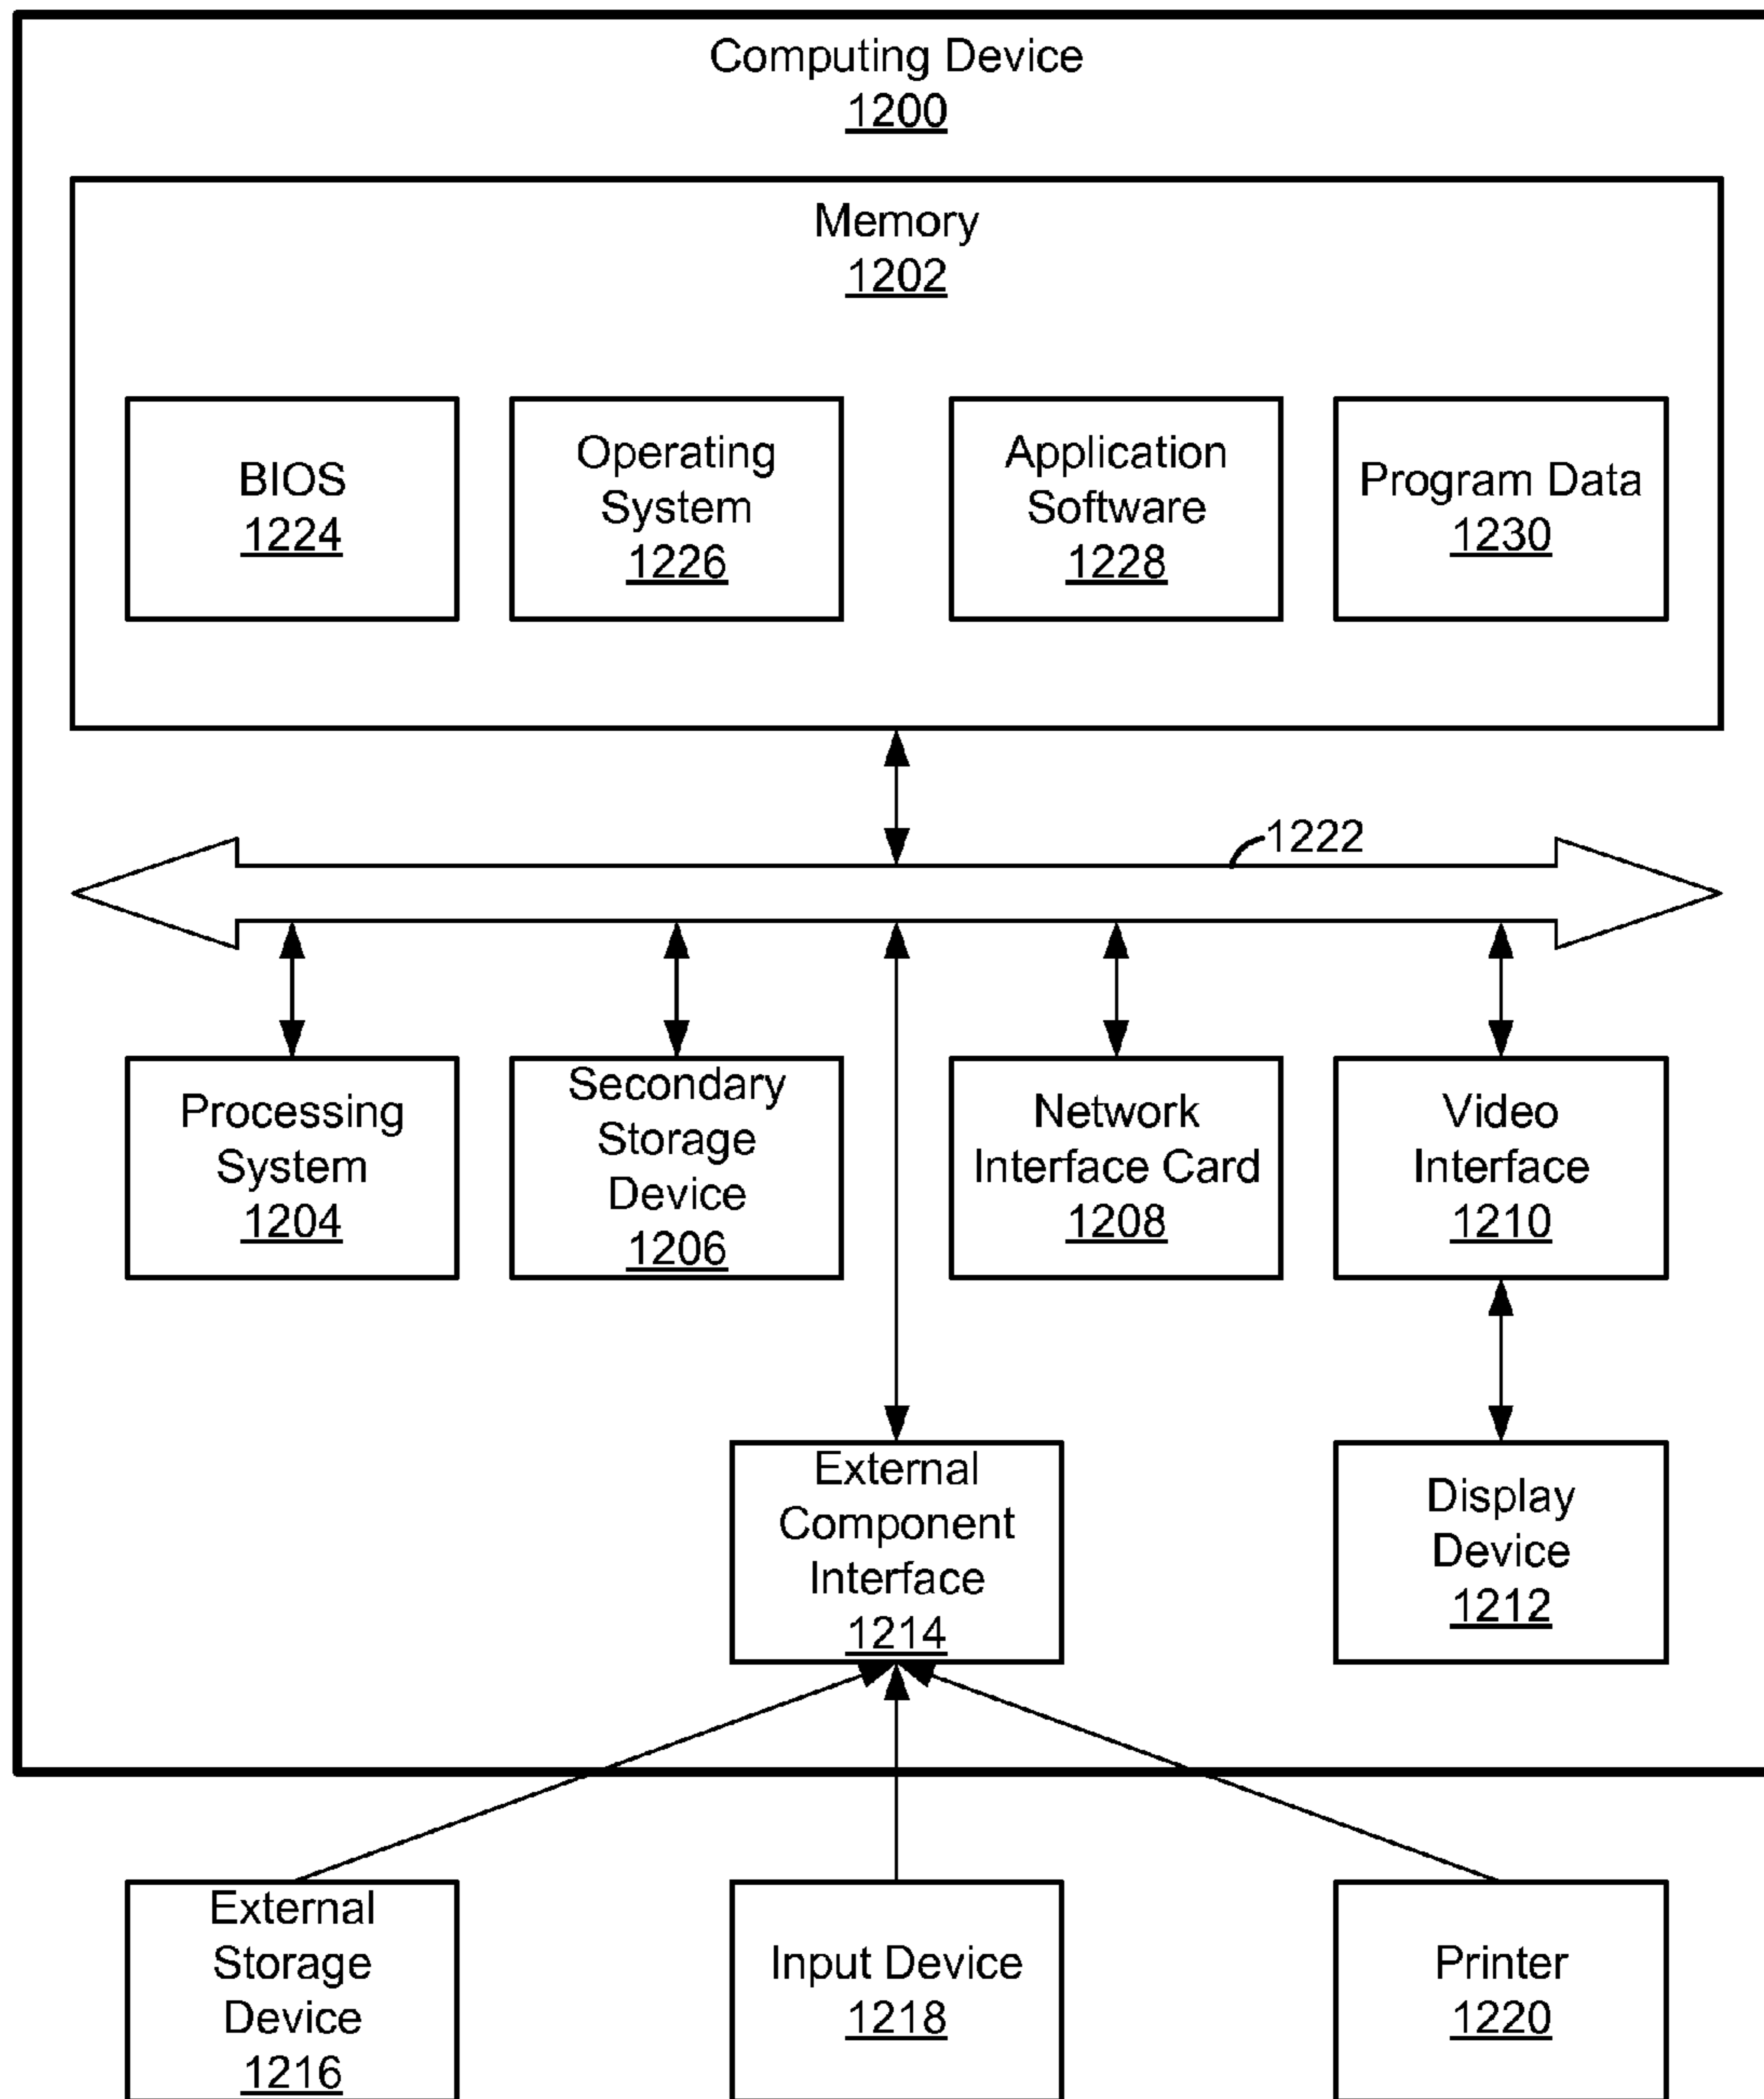 Computing Device
1200
Memory
1202
BIOS
1224
Operating
System
1226
Application
Software
1228
Program Data
1230
1222
Processing
System
1204
Secondary
Storage
Device
1206
Network
Interface Card
1208
Video
Interface
1210
External
Component
Interface
1214
Display
Device
1212
External
Storage
Device
1216
Input Device
1218
Printer
1220